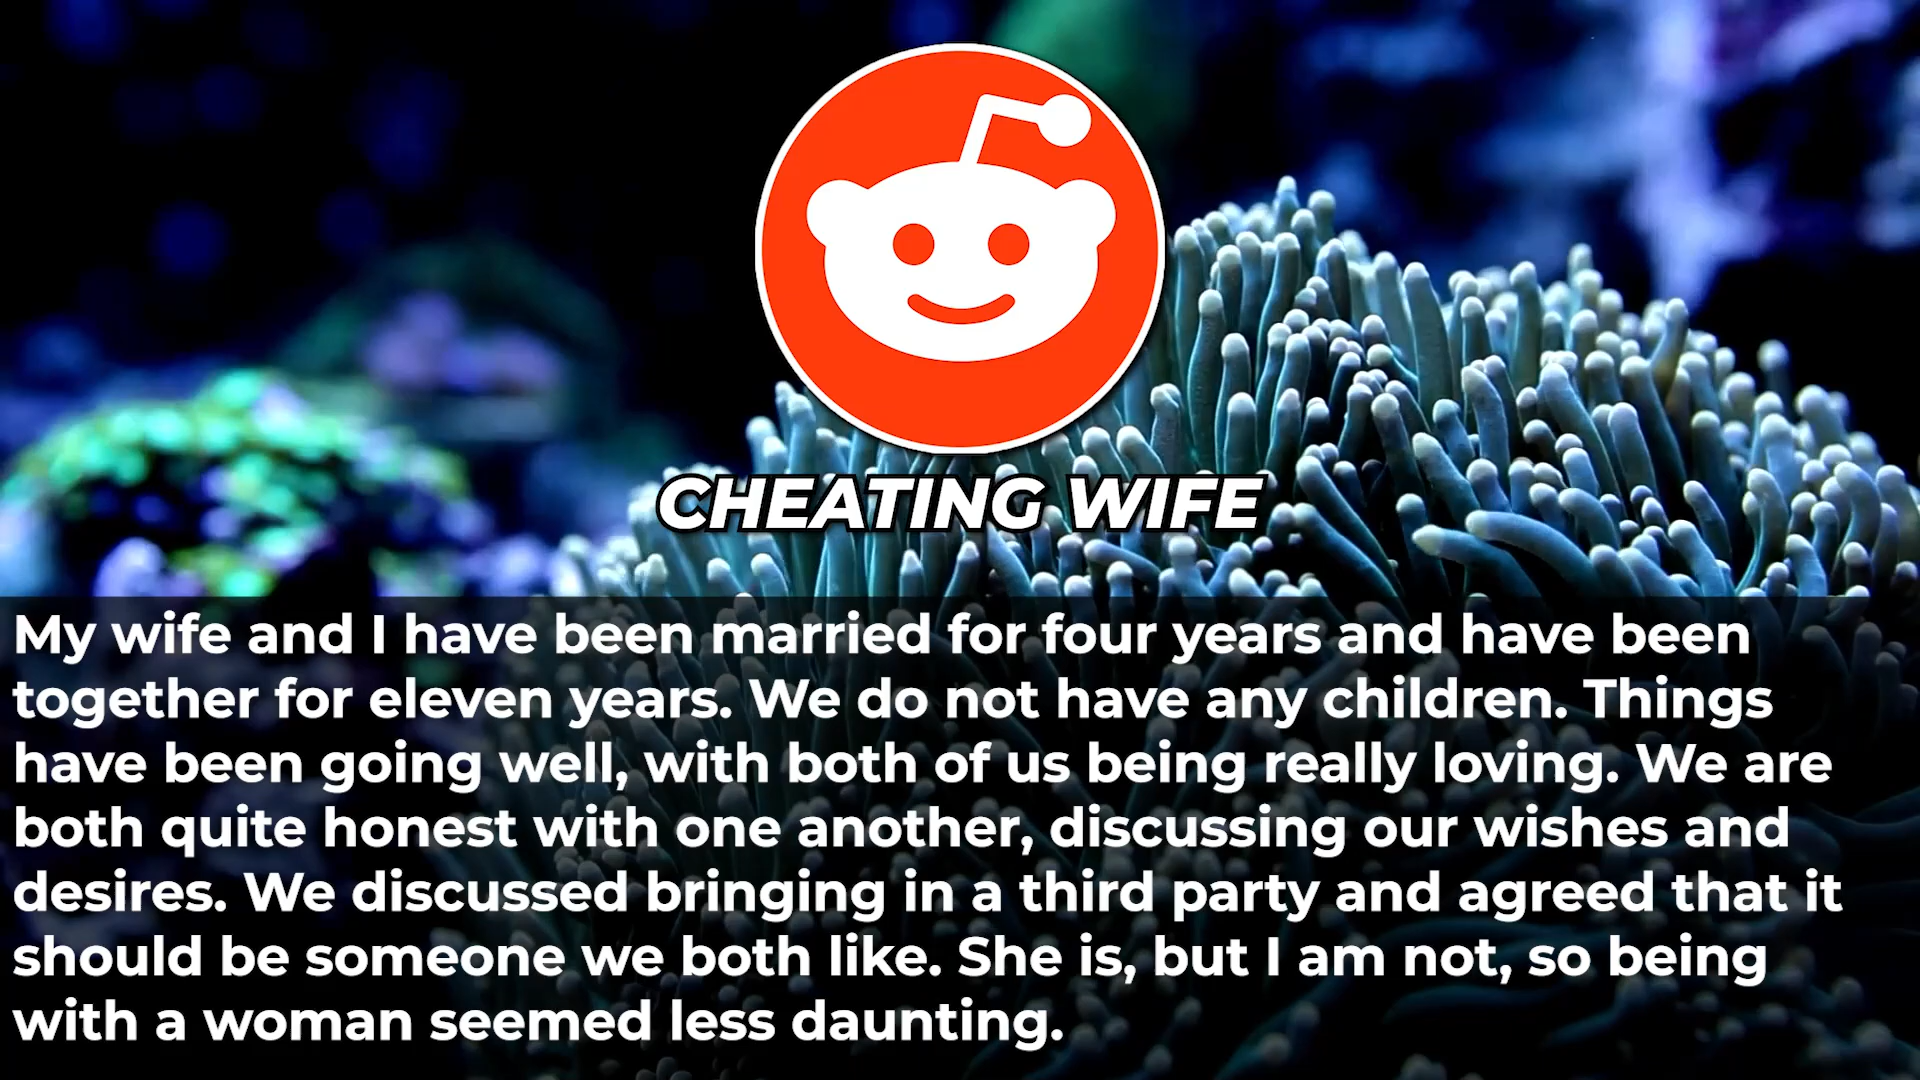 CHEATING WIFE
My wife and I have been married for four years and have been
together for eleven years. We do not have any children. Things
have been going well, with both of us being really loving. We are
both quite honest with one another, discussing our wishes and
desires. We discussed bringing in a third party and agreed that it
should be someone we both like. She is, but I am not, so being
with a woman seemed less daunting.